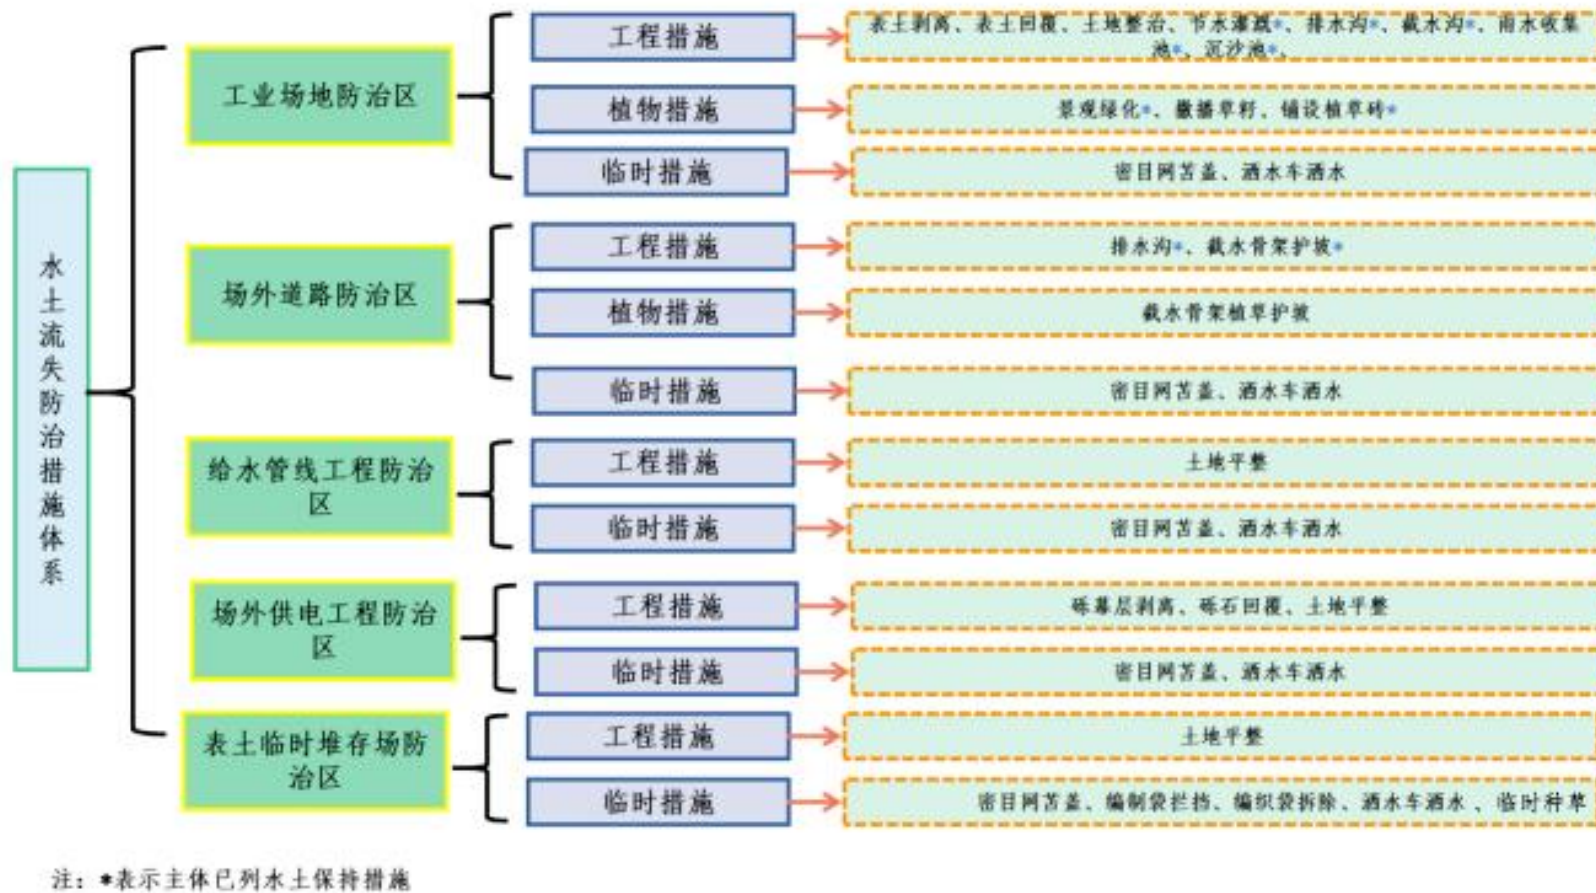 水土流失防治措施体系
工业场地防治区
工程措施
表土剥离、表土回覆、土地整治、节水灌溉*、排水沟*、截水沟*、雨水收集
池*、沉沙池*、
植物措施
景观绿化*、撒播草籽、铺设植草砖*
临时措施
密目网苫盖、洒水车洒水
场外道路防治区
工程措施
排水沟*、截水骨架护坡*
植物措施
截水骨架植草护坡
临时措施
密目网苫盖、洒水车洒水
给水管线工程防治
区
工程措施
土地平整
临时措施
密目网苫盖、洒水车洒水
场外供电工程防治
区
工程措施
砾幕层剥离、砾石回覆、土地平整
临时措施
密目网苫盖、洒水车洒水
表土临时堆存场防
治区
工程措施
土地平整
临时措施
密目网苫盖、编制袋拦挡、编织袋拆除、洒水车洒水、临时种草
注：*表示主体已列水土保持措施